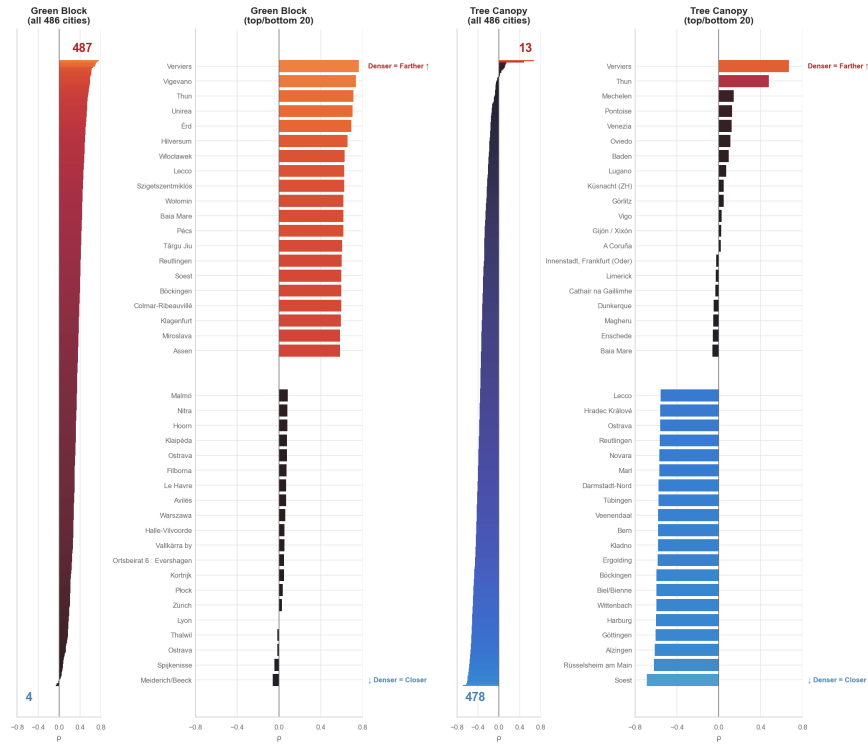 Green Block
(all 486 cities)
487
4
−0.8 −0.4 0.0 0.4 0.8
ρ
Green Block
(top/bottom 20)
Verviers
Denser = Farther ↑
Vigevano
Thun
Unirea
Érd
Hilversum
Włocławek
Lecco
Szigetszentmiklós
Wołomin
Baia Mare
Pécs
Târgu Jiu
Reutlingen
Soest
Böckingen
Colmar-Ribeauvillé
Klagenfurt
Miroslava
Assen
Malmö
Nitra
Hoorn
Klaipėda
Ostrava
Filborna
Le Havre
Avilés
Warszawa
Halle-Vilvoorde
Vallkärra by
Ortsbeirat 6 : Evershagen
Kortrijk
Płock
Zürich
Lyon
Thalwil
Ostrava
Spijkenisse
Meiderich/Beeck
↓ Denser = Closer
−0.8 −0.4 0.0 0.4 0.8
ρ
Tree Canopy
(all 486 cities)
13
478
−0.8 −0.4 0.0 0.4 0.8
ρ
Tree Canopy
(top/bottom 20)
Verviers
Denser = Farther ↑
Thun
Mechelen
Pontoise
Venezia
Oviedo
Baden
Lugano
Küsnacht (ZH)
Görlitz
Vigo
Gijón / Xixón
A Coruña
Innenstadt, Frankfurt (Oder)
Limerick
Cathair na Gaillimhe
Dunkerque
Magheru
Enschede
Baia Mare
Lecco
Hradec Králové
Ostrava
Reutlingen
Novara
Marl
Darmstadt-Nord
Tübingen
Veenendaal
Bern
Kladno
Ergolding
Böckingen
Biel/Bienne
Wittenbach
Harburg
Göttingen
Alzingen
Rüsselsheim am Main
Soest
↓ Denser = Closer
−0.8 −0.4 0.0 0.4 0.8
ρ